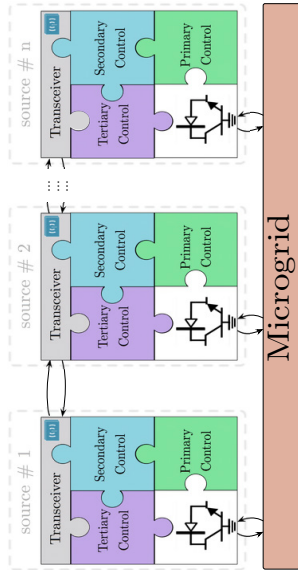 source # 1
Transceiver
Tertiary
Control
Secondary
Control
Primary
Control
source # 2
Transceiver
Tertiary
Control
Secondary
Control
Primary
Control
source # n
Transceiver
Tertiary
Control
Secondary
Control
Primary
Control
Microgrid